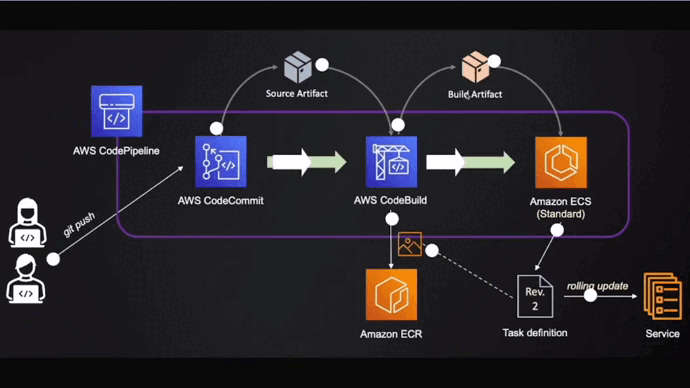 Source Artifact
Build Artifact
AWS CodePipeline
AWS CodeCommit
AWS CodeBuild
Amazon ECS
(Standard)
git push
Rev.
2
rolling update
Amazon ECR
Task definition
Service